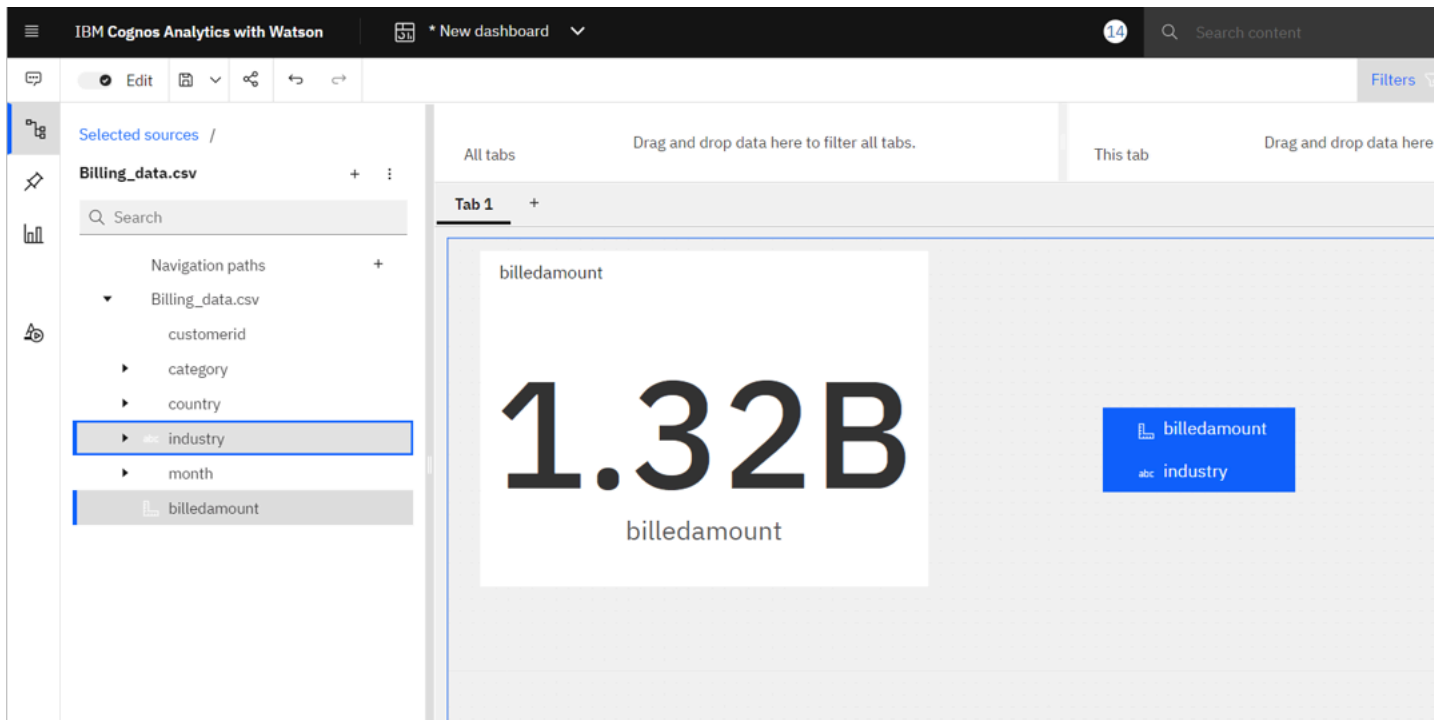 IBM Cognos Analytics with Watson
* New dashboard
14
Search content
Edit
Filters
Selected sources /
Billing_data.csv
+
Search
Navigation paths +
Billing_data.csv
customerid
category
country
abc industry
month
billedamount
All tabs
Drag and drop data here to filter all tabs.
This tab
Drag and drop data here
Tab 1 +
billedamount
1.32B
billedamount
billedamount
abc industry